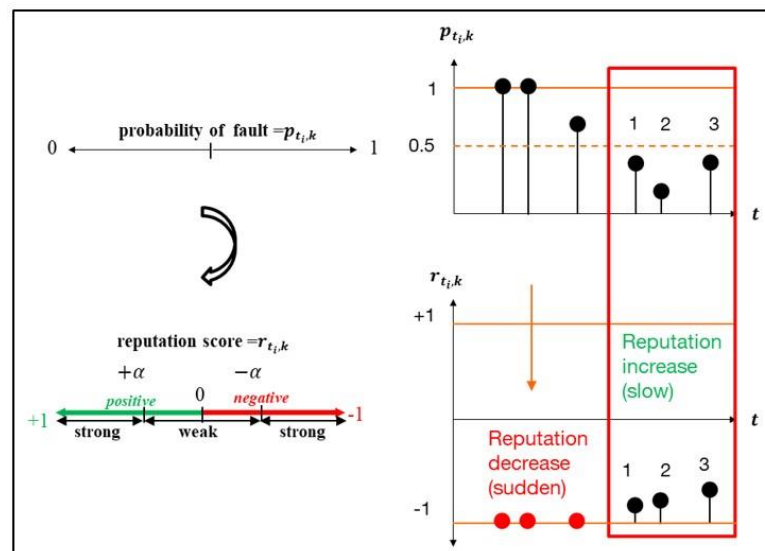 probability of fault =p_{t_i,k}
0 1
reputation score =r_{t_i,k}
+α −α
positive 0 negative
+1 -1
strong weak strong
p_{t_i,k}
1
1 2 3
0.5
t
r_{t_i,k}
+1
Reputation
increase
(slow)
t
Reputation
decrease
(sudden)
1 2 3
-1